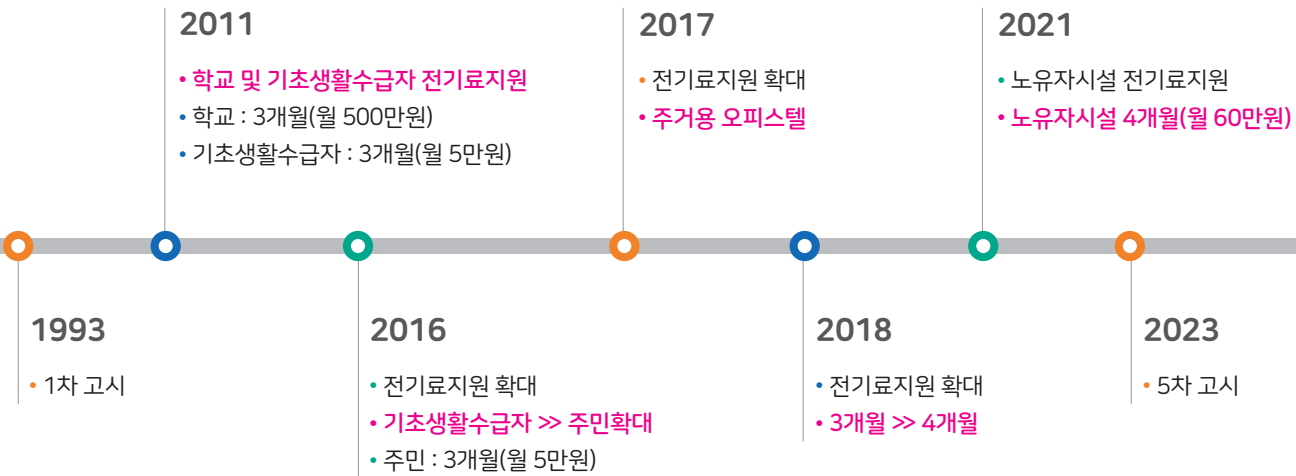 2011
• 학교 및 기초생활수급자 전기료지원
• 학교 : 3개월(월 500만원)
• 기초생활수급자 : 3개월(월 5만원)
2017
• 전기료지원 확대
• 주거용 오피스텔
2021
• 노유자시설 전기료지원
• 노유자시설 4개월(월 60만원)
1993
• 1차 고시
2016
• 전기료지원 확대
• 기초생활수급자 >> 주민확대
• 주민 : 3개월(월 5만원)
2018
• 전기료지원 확대
• 3개월 >> 4개월
2023
• 5차 고시